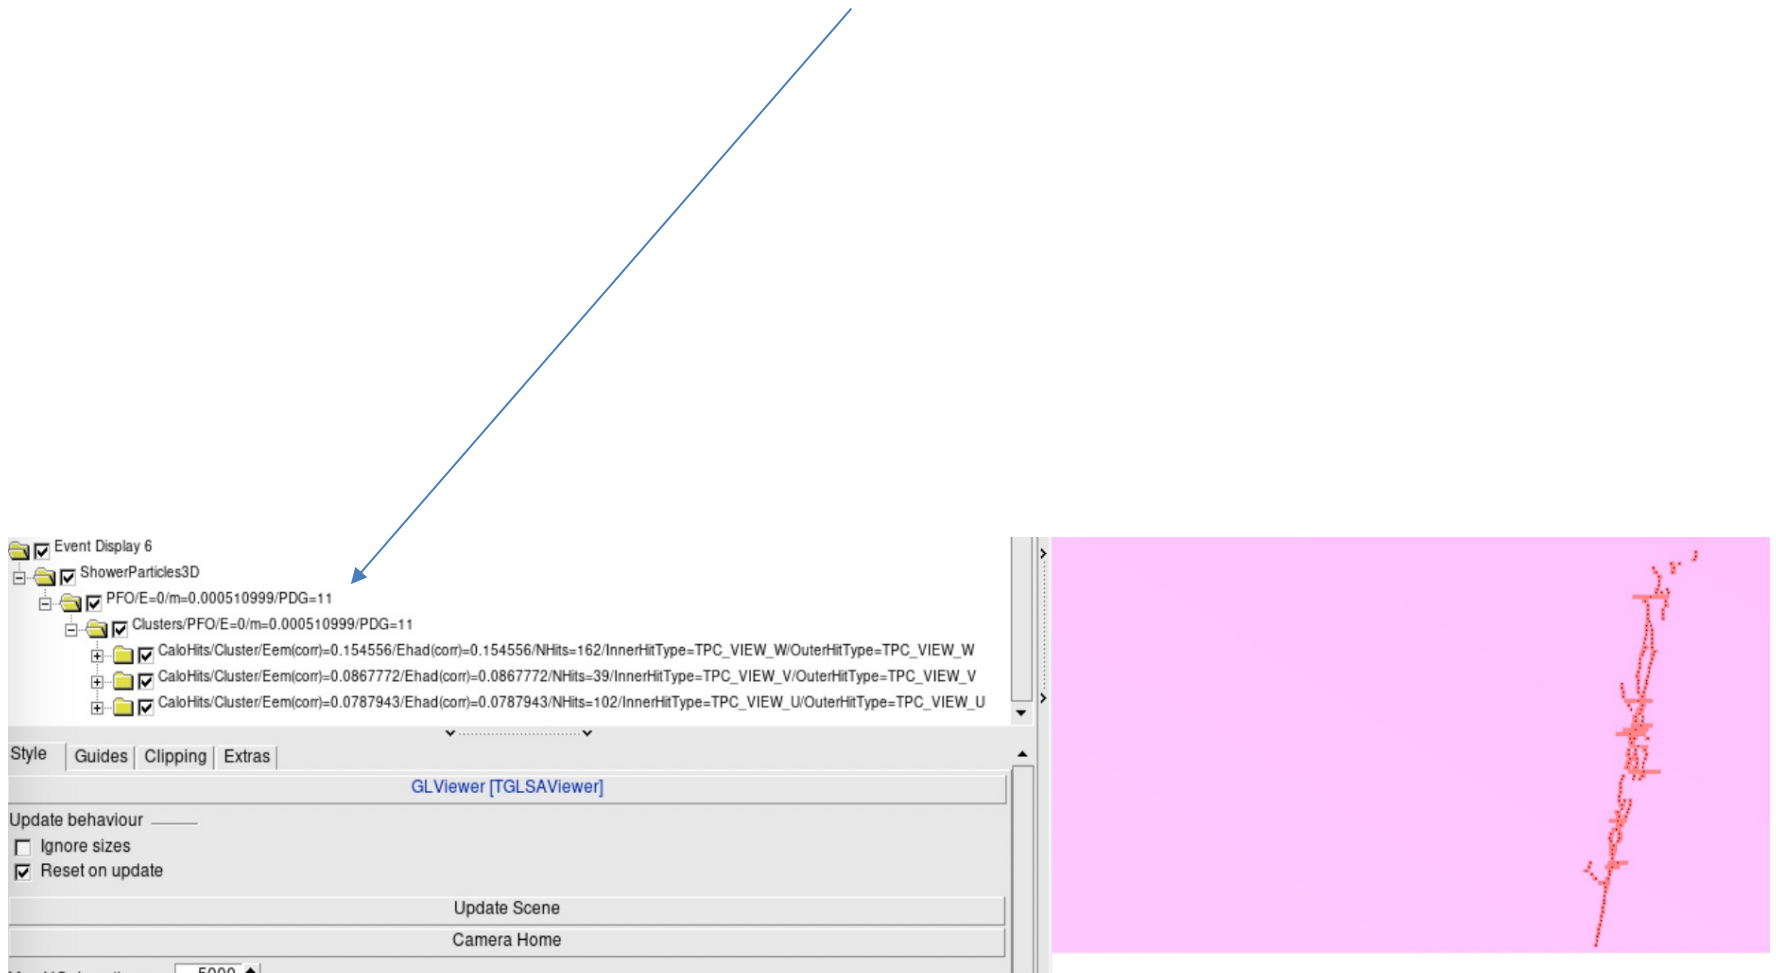 Event Display 6
ShowerParticles3D
PFO/E=0/m=0.000510999/PDG=11
Clusters/PFO/E=0/m=0.000510999/PDG=11
CaloHits/Cluster/Eem(corr)=0.154556/Ehad(corr)=0.154556/NHits=162/InnerHitType=TPC_VIEW_W/OuterHitType=TPC_VIEW_W
CaloHits/Cluster/Eem(corr)=0.0867772/Ehad(corr)=0.0867772/NHits=39/InnerHitType=TPC_VIEW_V/OuterHitType=TPC_VIEW_V
CaloHits/Cluster/Eem(corr)=0.0787943/Ehad(corr)=0.0787943/NHits=102/InnerHitType=TPC_VIEW_U/OuterHitType=TPC_VIEW_U
Style Guides Clipping Extras
GLViewer [TGLSAViewer]
Update behaviour
Ignore sizes
Reset on update
Update Scene
Camera Home
5000